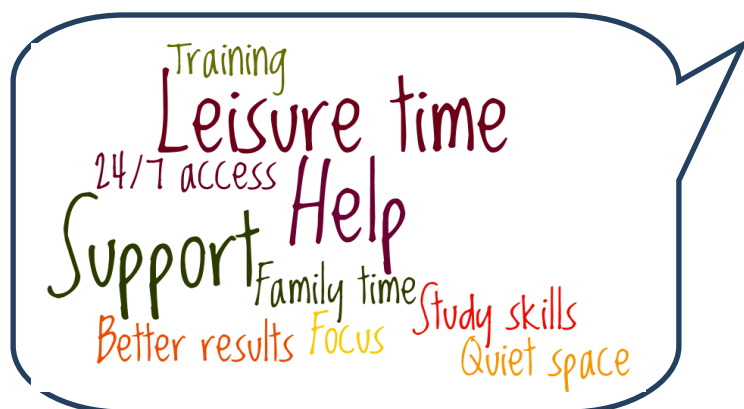 Training
Leisure time
24/7 access
Help
Support
Family time
Study skills
Better results
Focus
Quiet space